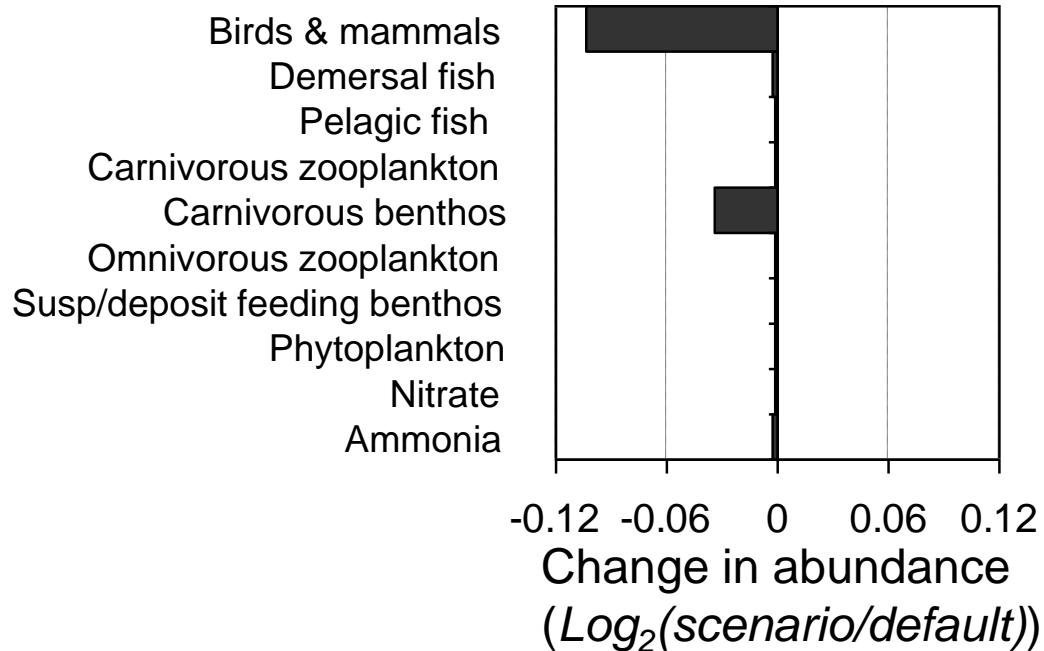 Birds & mammals
Demersal fish
Pelagic fish
Carnivorous zooplankton
Carnivorous benthos
Omnivorous zooplankton
Susp/deposit feeding benthos
Phytoplankton
Nitrate
Ammonia
-0.12 -0.06 0 0.06 0.12
Change in abundance
(Log₂(scenario/default))